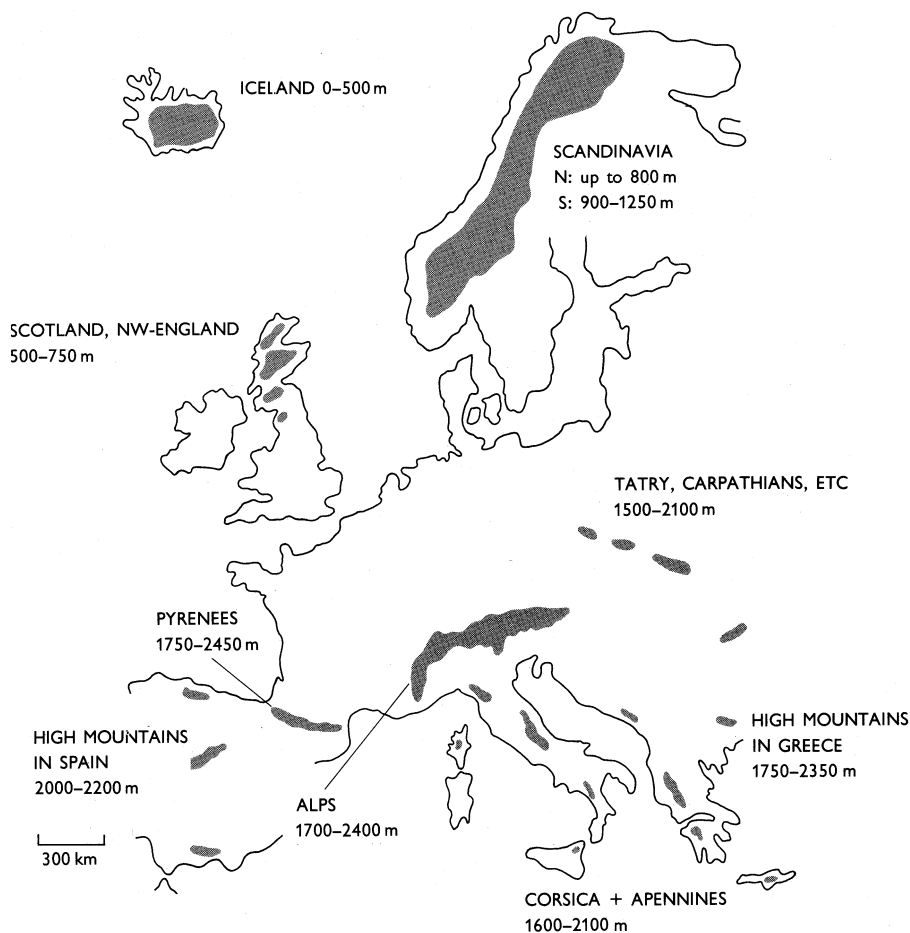 ICELAND 0–500 m
SCANDINAVIA
N: up to 800 m
S: 900–1250 m
SCOTLAND, NW-ENGLAND
500–750 m
TATRY, CARPATHIANS, ETC
1500–2100 m
PYRENEES
1750–2450 m
HIGH MOUNTAINS
IN SPAIN
2000–2200 m
HIGH MOUNTAINS
IN GREECE
1750–2350 m
ALPS
1700–2400 m
300 km
CORSICA + APENNINES
1600–2100 m